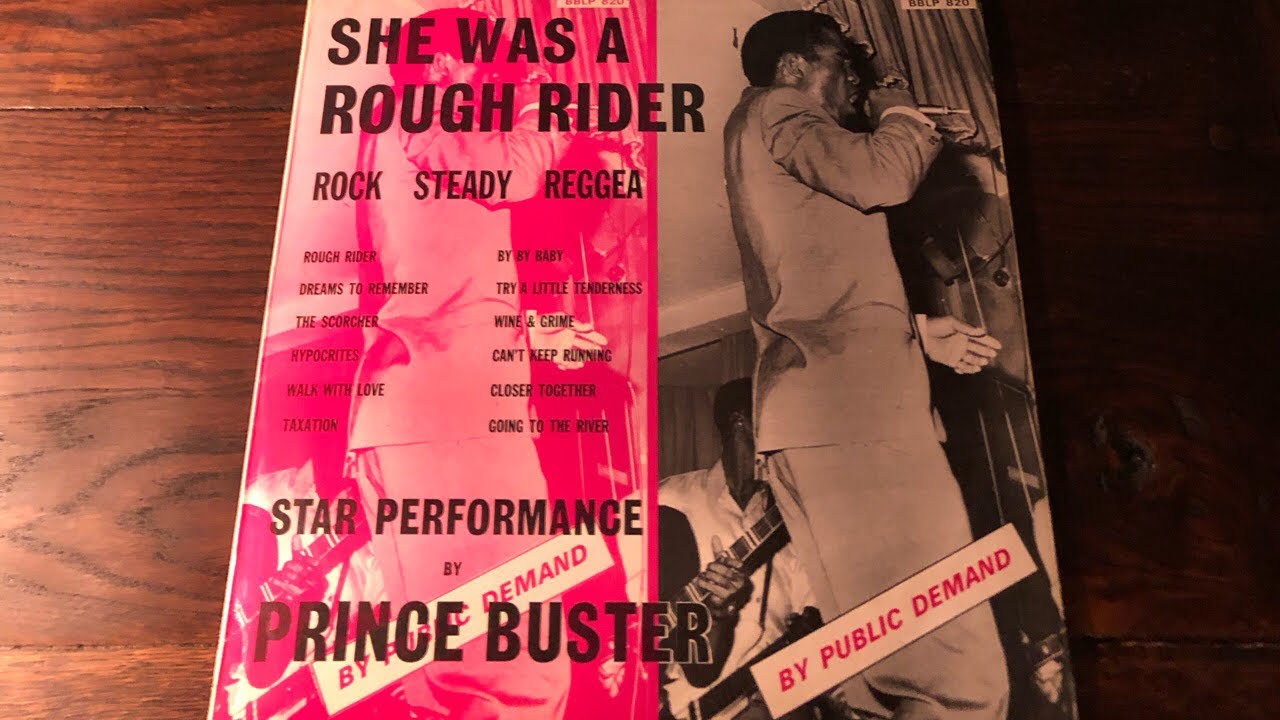 BBLP 820
BBLP 820
SHE WAS A
ROUGH RIDER
ROCK STEADY REGGEA
ROUGH RIDER
DREAMS TO REMEMBER
THE SCORCHER
HYPOCRITES
WALK WITH LOVE
TAXATION
BY BY BABY
TRY A LITTLE TENDERNESS
WINE & GRIME
CAN'T KEEP RUNNING
CLOSER TOGETHER
GOING TO THE RIVER
STAR PERFORMANCE
BY
PRINCE BUSTER
BY PUBLIC DEMAND
BY PUBLIC DEMAND